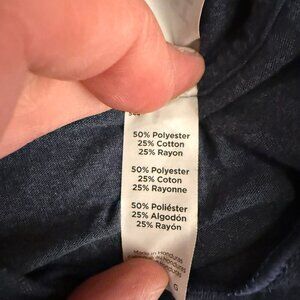 50% Polyester
25% Cotton
25% Rayon
50% Polyester
25% Coton
25% Rayonne
50% Poliéster
25% Algodón
25% Rayón
Made in Honduras